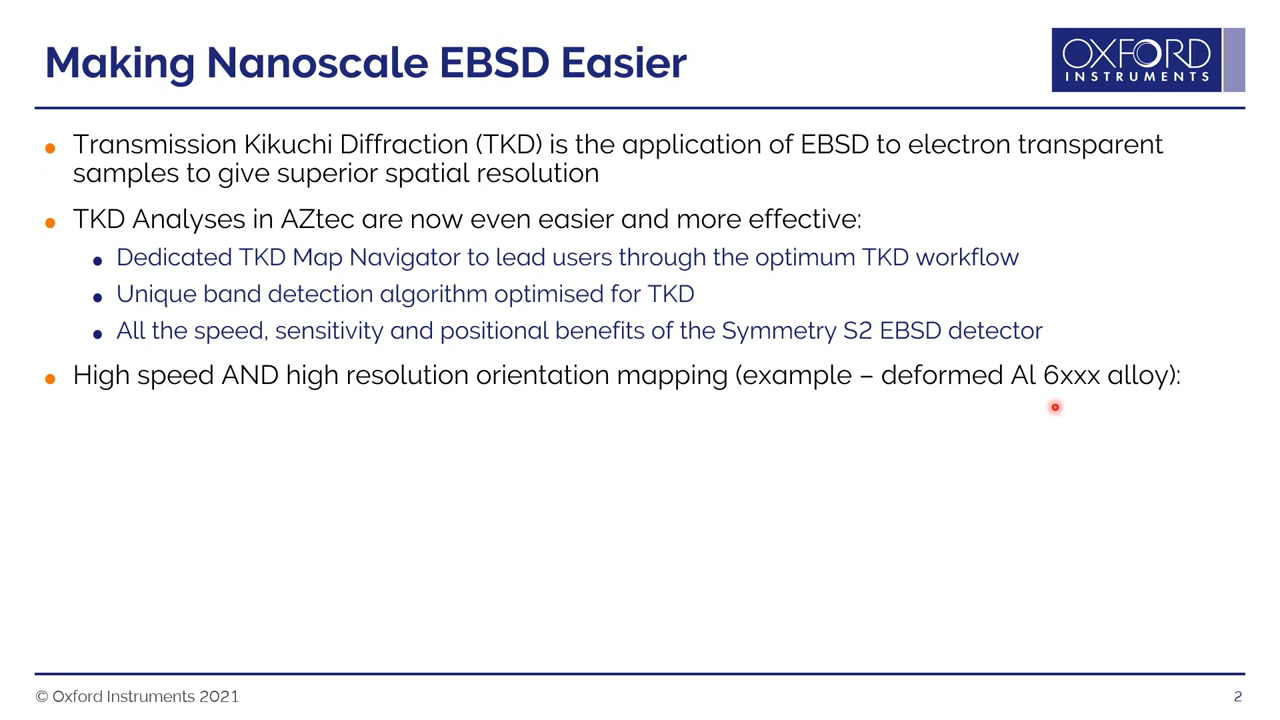 Making Nanoscale EBSD Easier
OXFORD
INSTRUMENTS
Transmission Kikuchi Diffraction (TKD) is the application of EBSD to electron transparent
samples to give superior spatial resolution
TKD Analyses in AZtec are now even easier and more effective:
Dedicated TKD Map Navigator to lead users through the optimum TKD workflow
Unique band detection algorithm optimised for TKD
All the speed, sensitivity and positional benefits of the Symmetry S2 EBSD detector
High speed AND high resolution orientation mapping (example – deformed Al 6xxx alloy):
© Oxford Instruments 2021
2